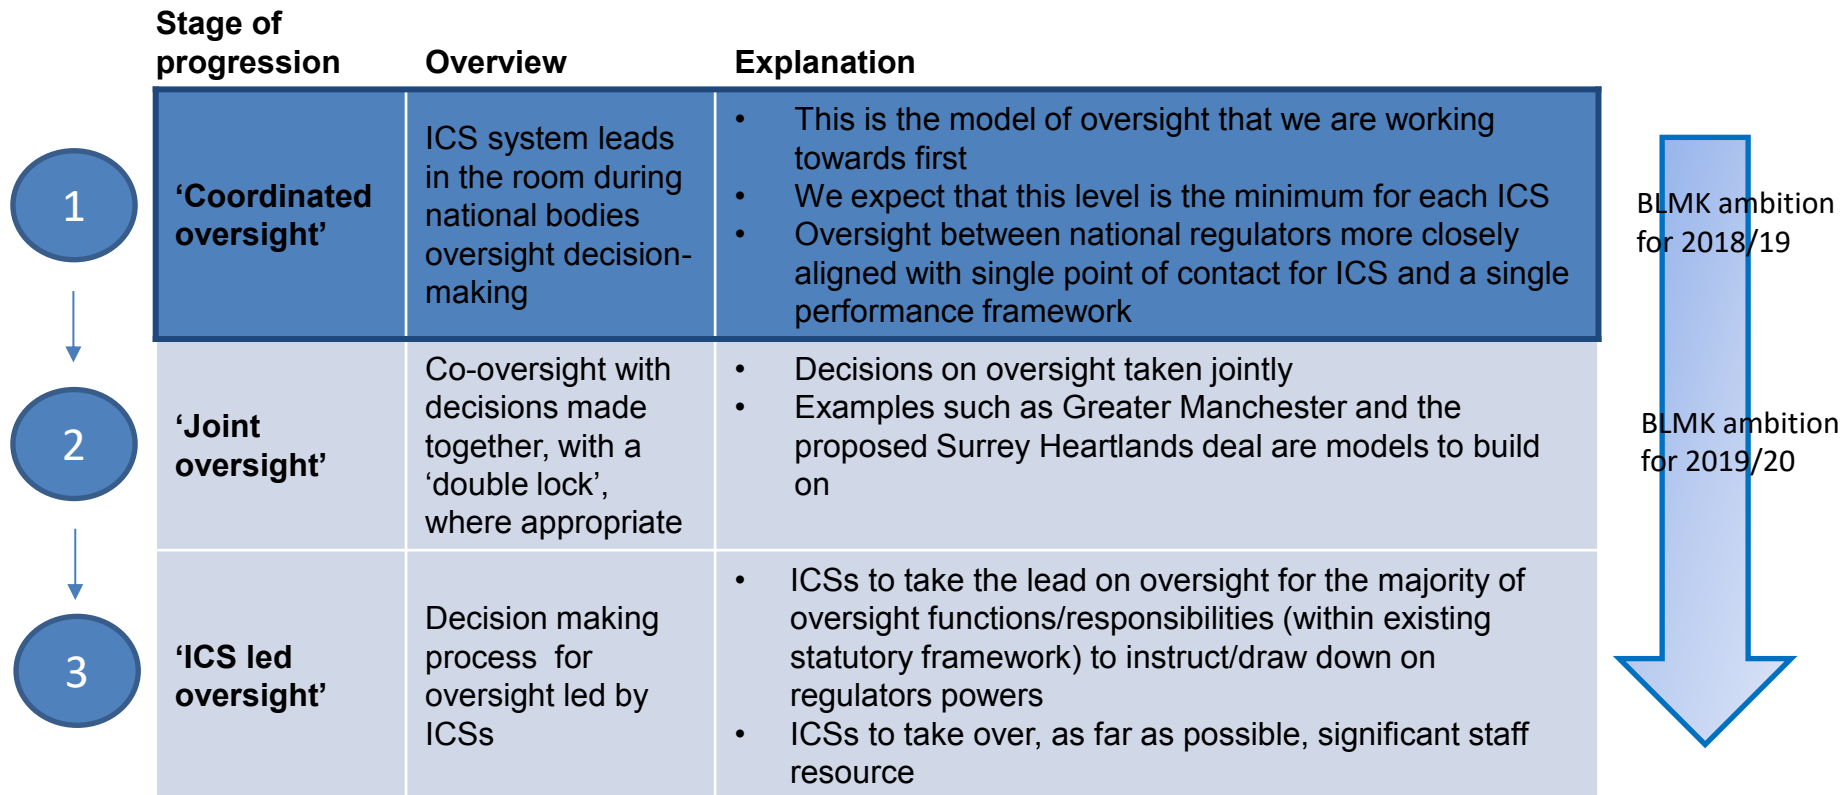 Stage of
progression
Overview
Explanation
1
‘Coordinated
oversight’
ICS system leads
in the room during
national bodies
oversight decision-
making
• This is the model of oversight that we are working
towards first
• We expect that this level is the minimum for each ICS
• Oversight between national regulators more closely
aligned with single point of contact for ICS and a single
performance framework
BLMK ambition
for 2018/19
2
‘Joint
oversight’
Co-oversight with
decisions made
together, with a
‘double lock’,
where appropriate
• Decisions on oversight taken jointly
• Examples such as Greater Manchester and the
proposed Surrey Heartlands deal are models to build
on
BLMK ambition
for 2019/20
3
‘ICS led
oversight’
Decision making
process for
oversight led by
ICSs
• ICSs to take the lead on oversight for the majority of
oversight functions/responsibilities (within existing
statutory framework) to instruct/draw down on
regulators powers
• ICSs to take over, as far as possible, significant staff
resource